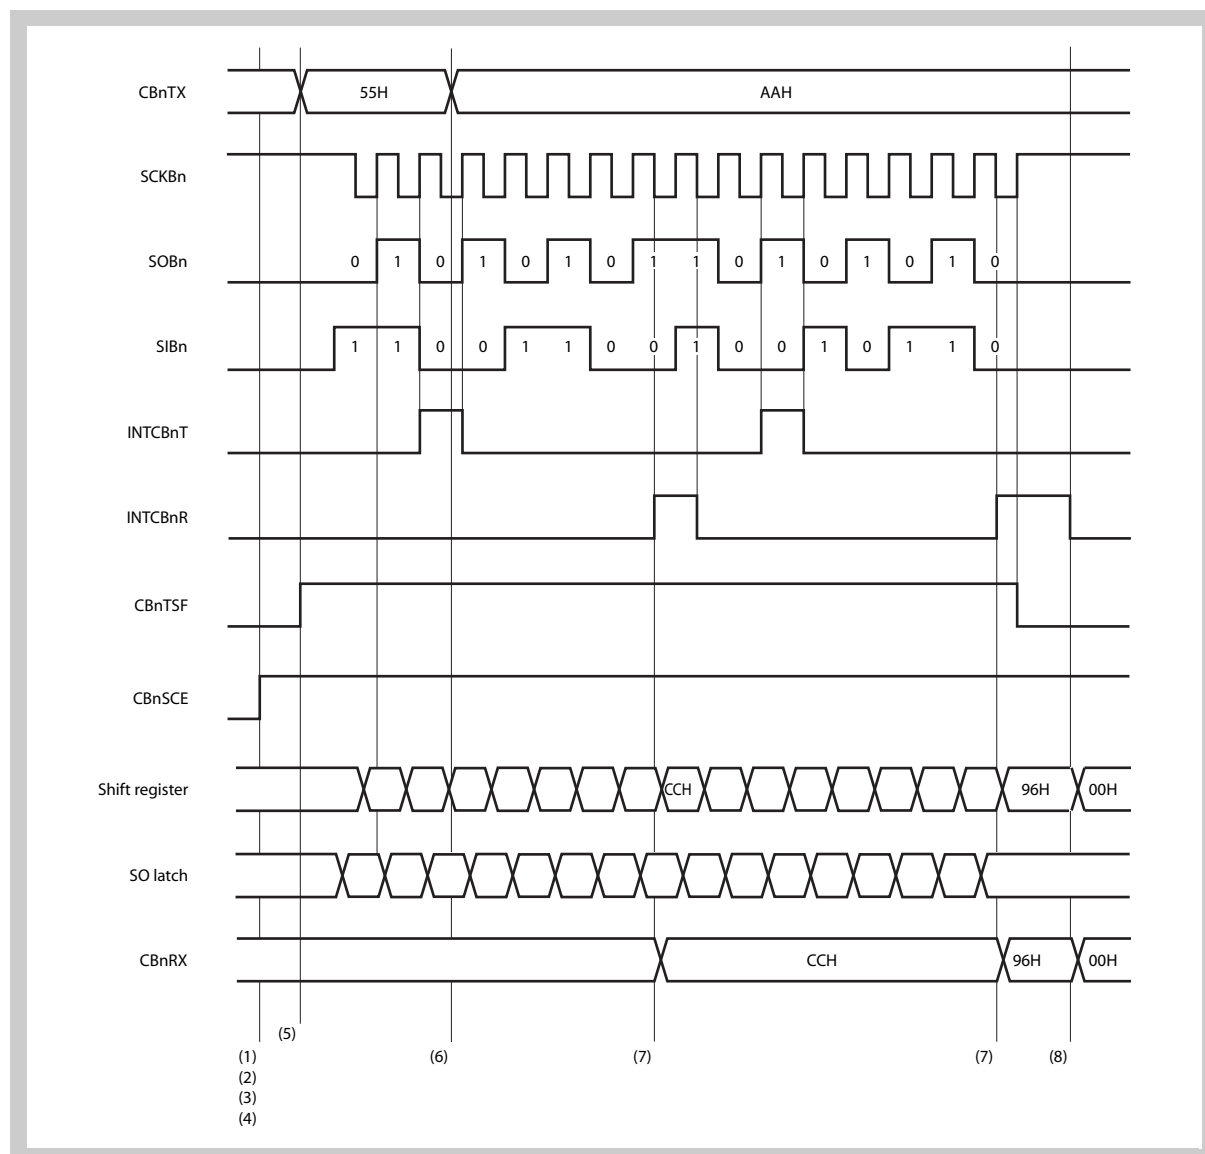 CBnTX 55H AAH
SCKBn
SOBn 0 1 0 1 0 1 0 1 1 0 1 0 1 0 1 0
SIBn 1 1 0 0 1 1 0 0 1 0 0 1 0 1 1 0
INTCBnT
INTCBnR
CBnTSF
CBnSCE
Shift register CCH 96H 00H
SO latch
CBnRX CCH 96H 00H
(5)
(1) (6) (7) (7) (8)
(2)
(3)
(4)